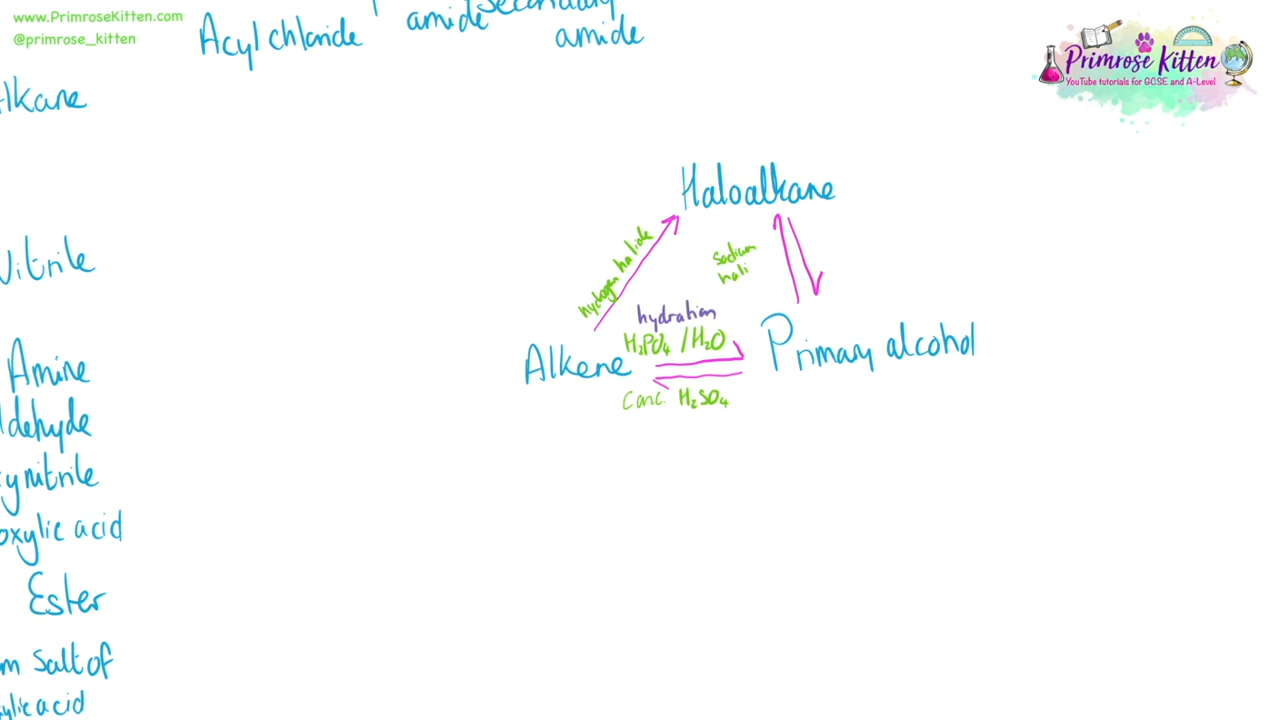 www.PrimroseKitten.com
@primrose_kitten
Acyl chloride
amide
secondary
amide
Primrose Kitten
YouTube tutorials for GCSE and A-Level
lkane
Haloalkane
hydrogen halide
sodium
hali
Nitrile
hydration
H₂PO₄ /H₂O
Alkene
Primary alcohol
Conc. H₂SO₄
Amine
ldehyde
ynitrile
oxylic acid
Ester
m salt of
ylic acid